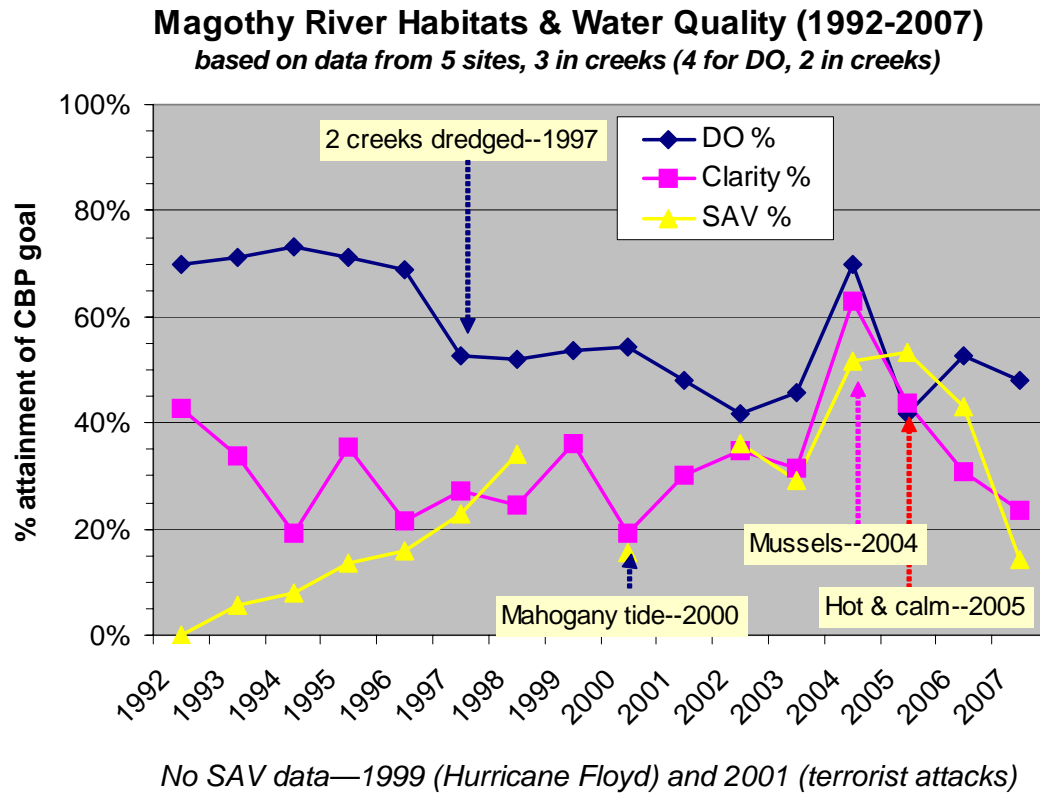 Magothy River Habitats & Water Quality (1992-2007)
based on data from 5 sites, 3 in creeks (4 for DO, 2 in creeks)
% attainment of CBP goal
100%
80%
60%
40%
20%
0%
2 creeks dredged--1997
DO %
Clarity %
SAV %
Mussels--2004
Mahogany tide--2000
Hot & calm--2005
1992
1993
1994
1995
1996
1997
1998
1999
2000
2001
2002
2003
2004
2005
2006
2007
No SAV data—1999 (Hurricane Floyd) and 2001 (terrorist attacks)